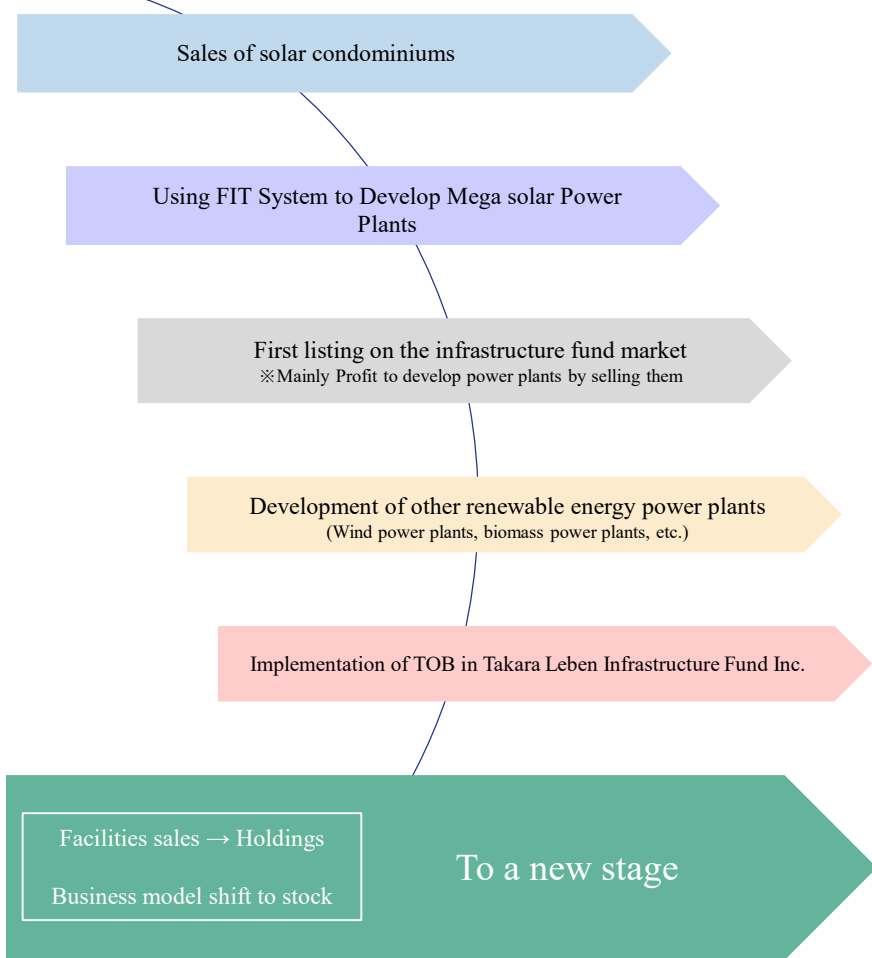 Sales of solar condominiums
Using FIT System to Develop Mega solar Power
Plants
First listing on the infrastructure fund market
※Mainly Profit to develop power plants by selling them
Development of other renewable energy power plants
(Wind power plants, biomass power plants, etc.)
Implementation of TOB in Takara Leben Infrastructure Fund Inc.
Facilities sales → Holdings
Business model shift to stock
To a new stage